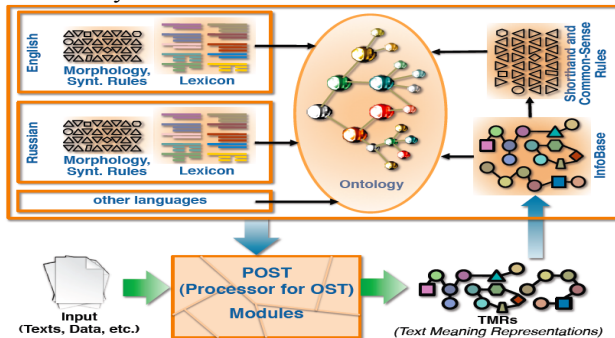 English
Morphology,
Synt. Rules
Lexicon
Russian
Morphology,
Synt. Rules
Lexicon
other languages
Ontology
Shorthand and
Common-Sense
Rules
InfoBase
Input
(Texts, Data, etc.)
POST
(Processor for OST)
Modules
TMRs
(Text Meaning Representations)